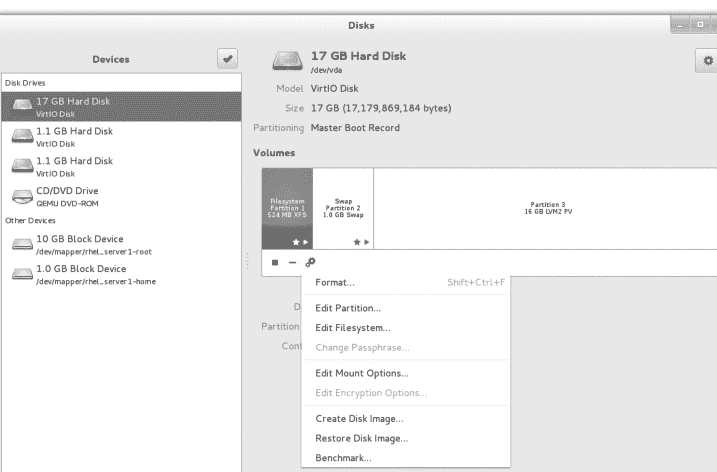 Disks
Devices
Disk Drives
17 GB Hard Disk
VirtIO Disk
1.1 GB Hard Disk
VirtIO Disk
1.1 GB Hard Disk
VirtIO Disk
CD/DVD Drive
QEMU DVD-ROM
Other Devices
10 GB Block Device
/dev/mapper/rhel_server1-root
1.0 GB Block Device
/dev/mapper/rhel_server1-home
17 GB Hard Disk
/dev/vda
Model VirtIO Disk
Size 17 GB (17,179,869,184 bytes)
Partitioning Master Boot Record
Volumes
Filesystem
Partition 1
524 MB XFS
Swap
Partition 2
1.0 GB Swap
Partition 3
16 GB LVM2 PV
Format... Shift+Ctrl+F
D
Edit Partition...
Partition
Edit Filesystem...
Cont
Change Passphrase...
Edit Mount Options...
Edit Encryption Options...
Create Disk Image...
Restore Disk Image...
Benchmark...